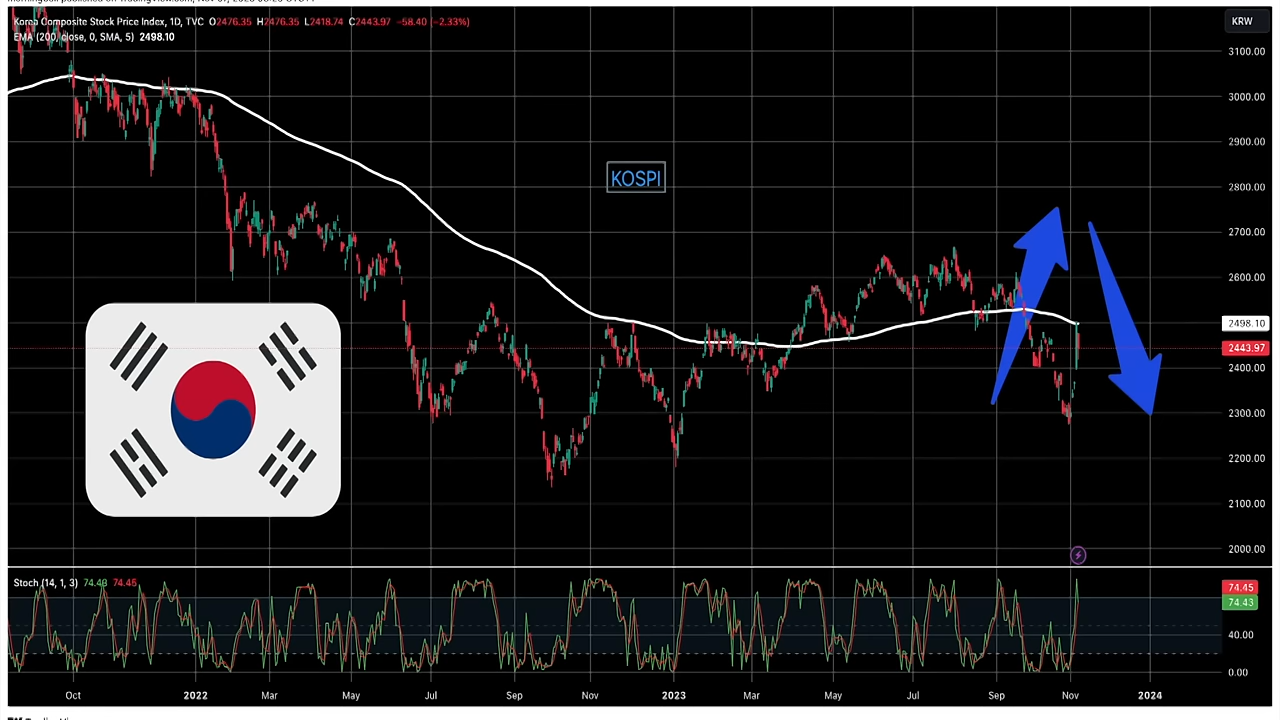 Korea Composite Stock Price Index, 1D, TVC O2476.35 H2476.35 L2418.74 C2443.97 −58.40 (−2.33%)
EMA (200, close, 0, SMA, 5) 2498.10
KRW
3100.00
3000.00
2900.00
KOSPI
2800.00
2700.00
2600.00
2498.10
2443.97
2400.00
2300.00
2200.00
2100.00
2000.00
Stoch (14, 1, 3) 74.43 74.45
74.45
74.43
40.00
0.00
Oct 2022 Mar May Jul Sep Nov 2023 Mar May Jul Sep Nov 2024